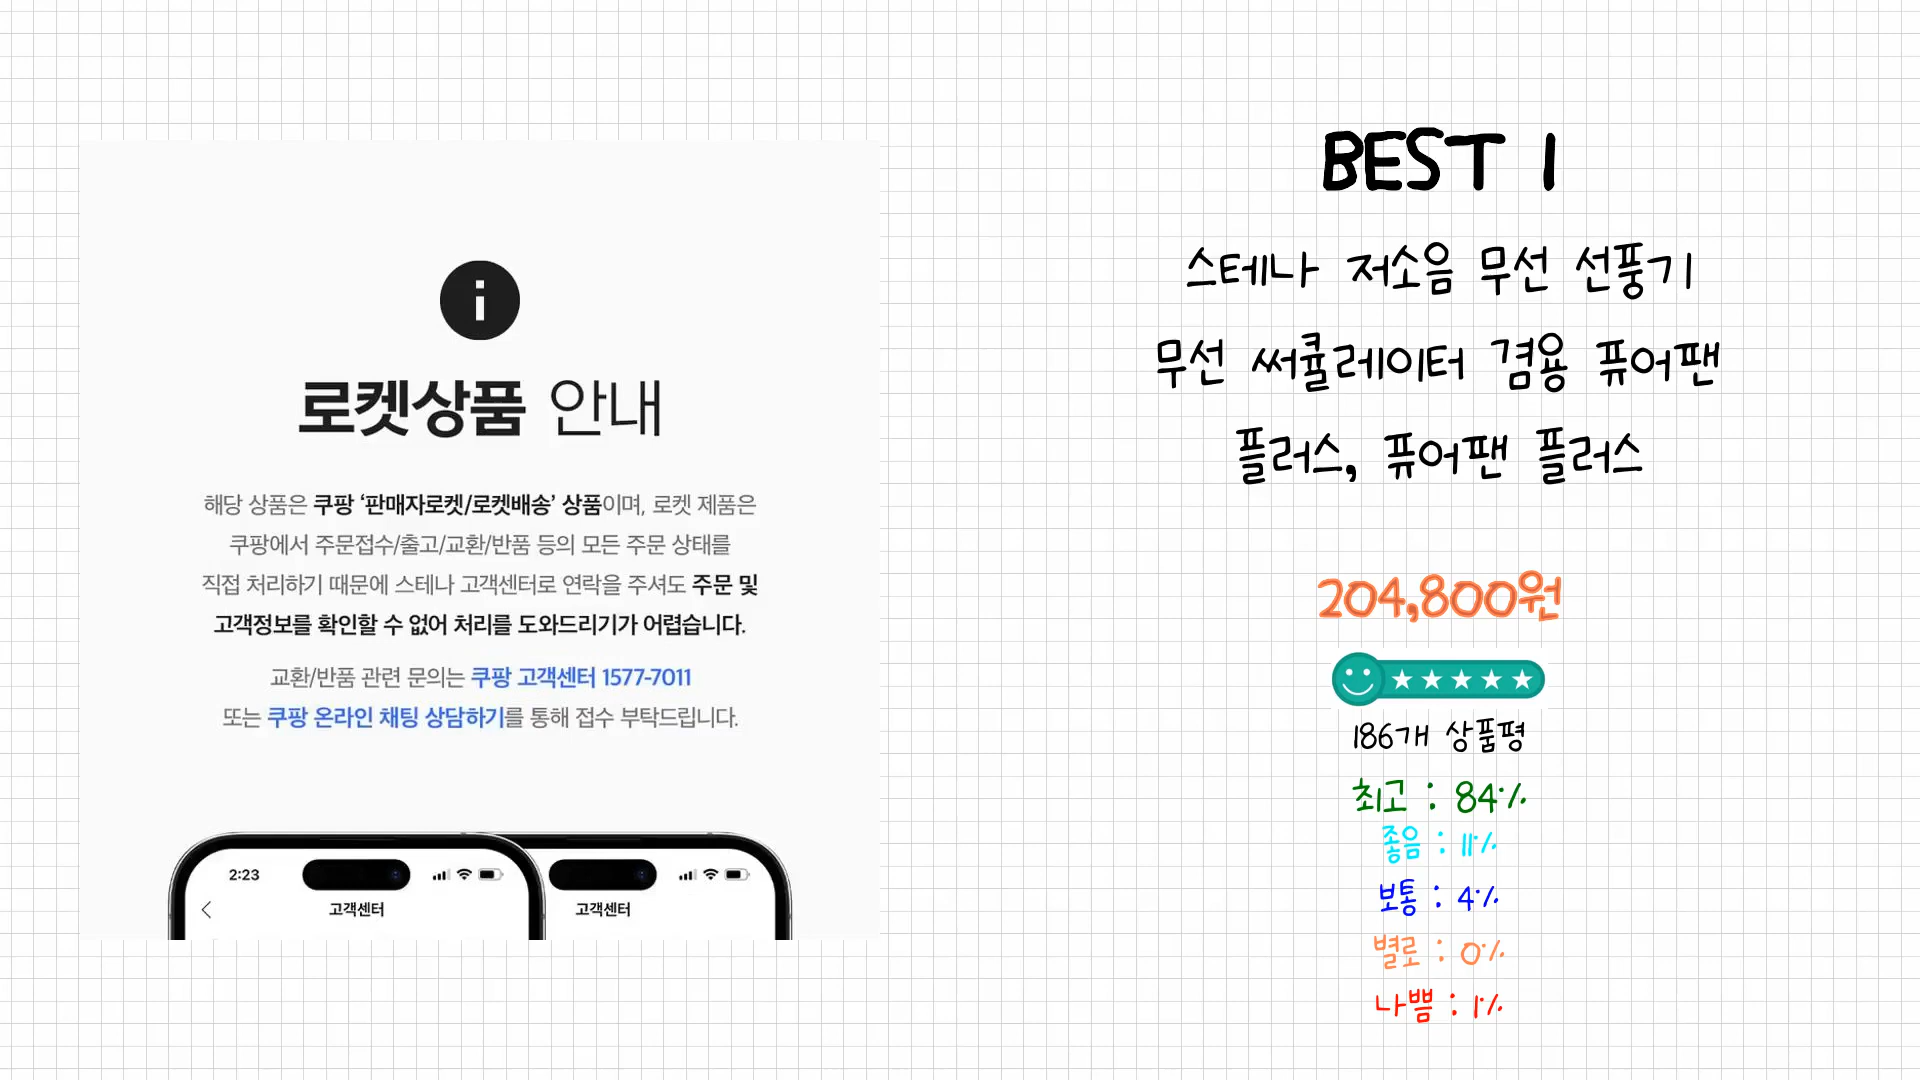 i
로켓상품 안내
해당 상품은 쿠팡 ‘판매자로켓/로켓배송’ 상품이며, 로켓 제품은
쿠팡에서 주문접수/출고/교환/반품 등의 모든 주문 상태를
직접 처리하기 때문에 스테나 고객센터로 연락을 주셔도 주문 및
고객정보를 확인할 수 없어 처리를 도와드리기가 어렵습니다.
교환/반품 관련 문의는 쿠팡 고객센터 1577-7011
또는 쿠팡 온라인 채팅 상담하기를 통해 접수 부탁드립니다.
2:23
고객센터
고객센터
BEST 1
스테나 저소음 무선 선풍기
무선 써큘레이터 겸용 퓨어팬
플러스, 퓨어팬 플러스
204,800원
186개 상품평
최고 : 84%
좋음 : 11%
보통 : 4%
별로 : 0%
나쁨 : 1%